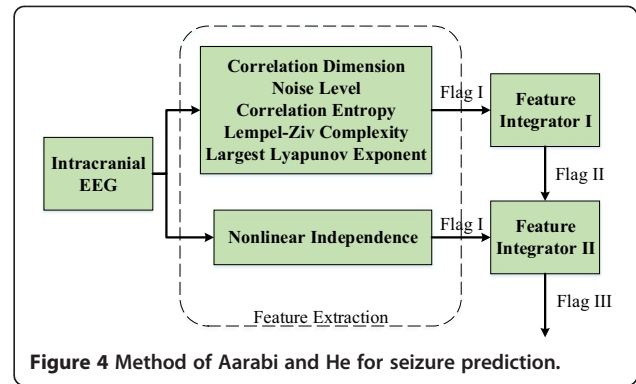 Correlation Dimension
Noise Level
Correlation Entropy
Lempel-Ziv Complexity
Largest Lyapunov Exponent
Flag I
Feature
Integrator I
Intracranial
EEG
Flag II
Nonlinear Independence
Flag I
Feature
Integrator II
Feature Extraction
Flag III
Figure 4 Method of Aarabi and He for seizure prediction.